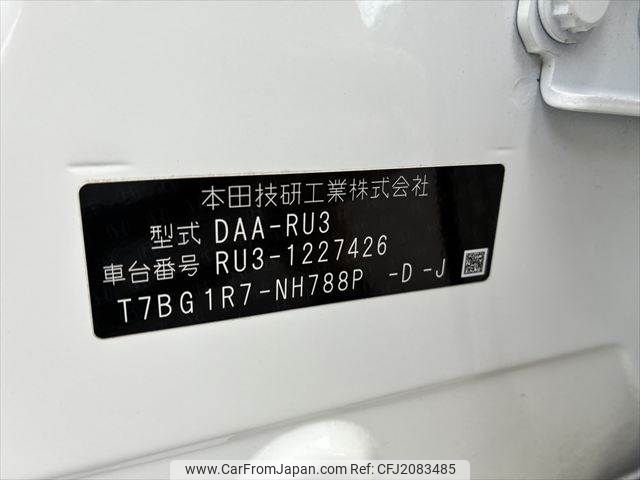 本田技研工業株式会社
型式 DAA-RU3
車台番号 RU3-1227426
T7BG1R7-NH788P -D-J
www.CarFromJapan.com | CFJ2083485